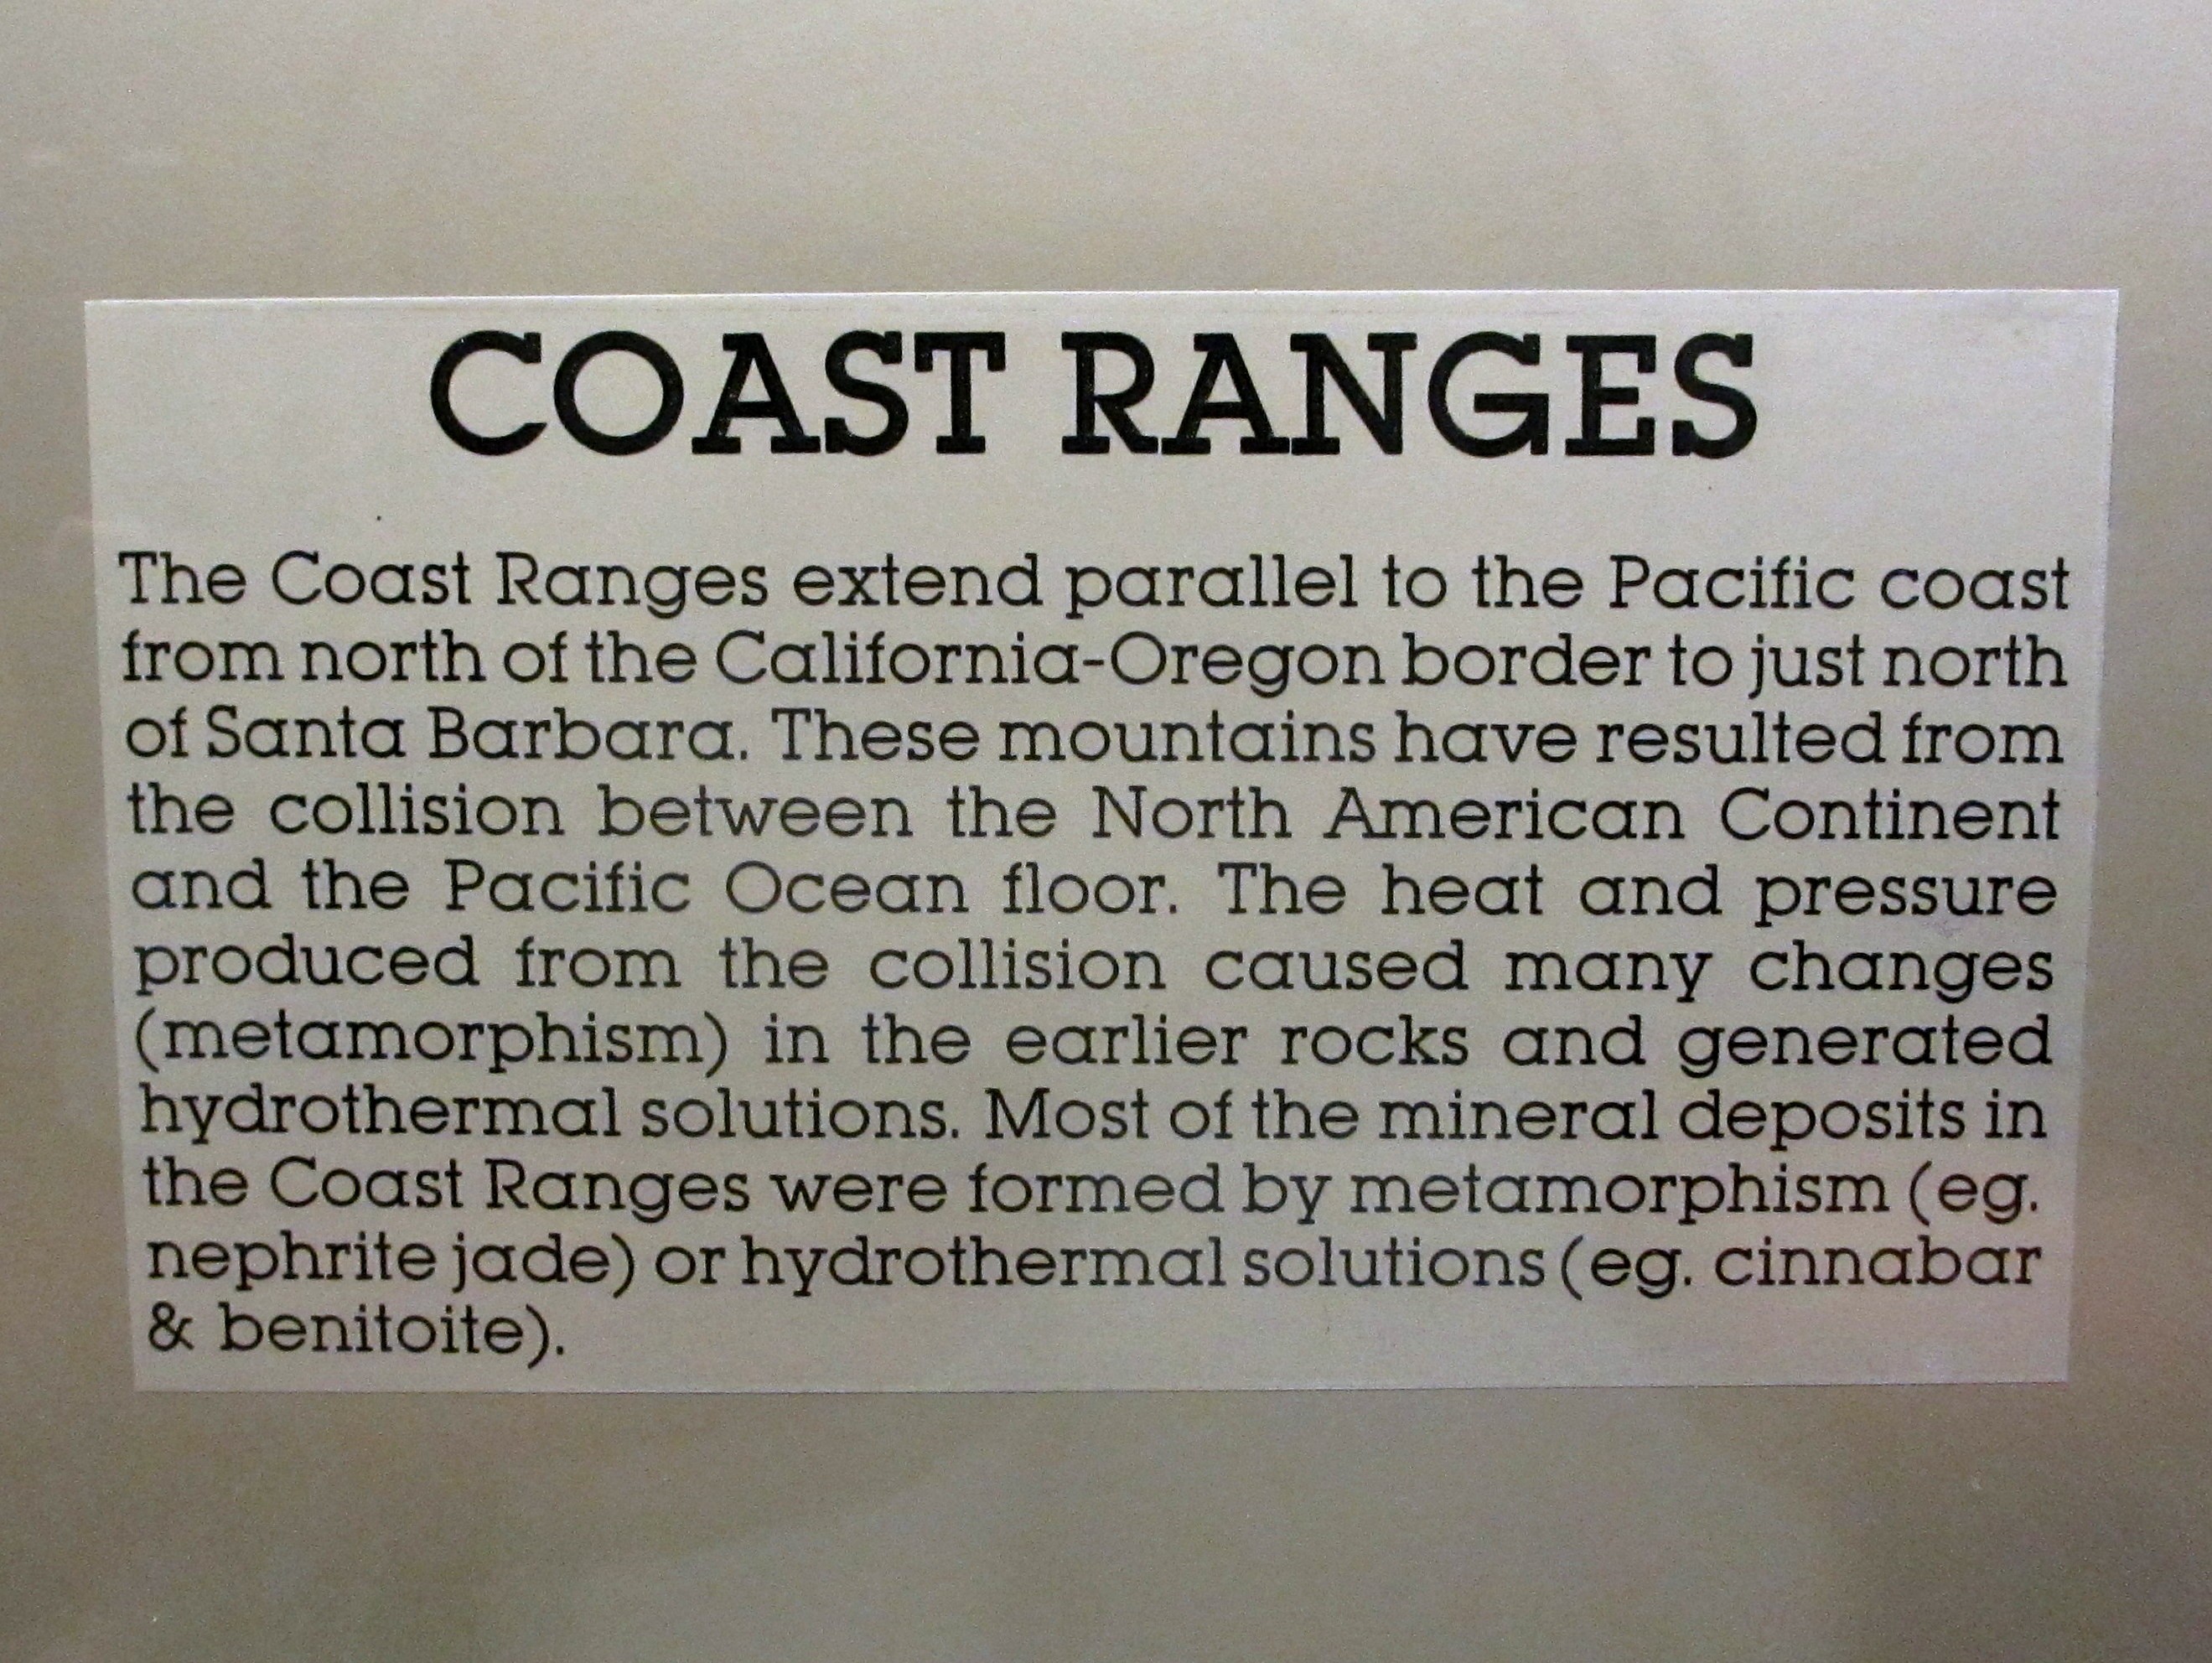 COAST RANGES
The Coast Ranges extend parallel to the Pacific coast
from north of the California-Oregon border to just north
of Santa Barbara. These mountains have resulted from
the collision between the North American Continent
and the Pacific Ocean floor. The heat and pressure
produced from the collision caused many changes
(metamorphism) in the earlier rocks and generated
hydrothermal solutions. Most of the mineral deposits in
the Coast Ranges were formed by metamorphism (eg.
nephrite jade) or hydrothermal solutions (eg. cinnabar
& benitoite).